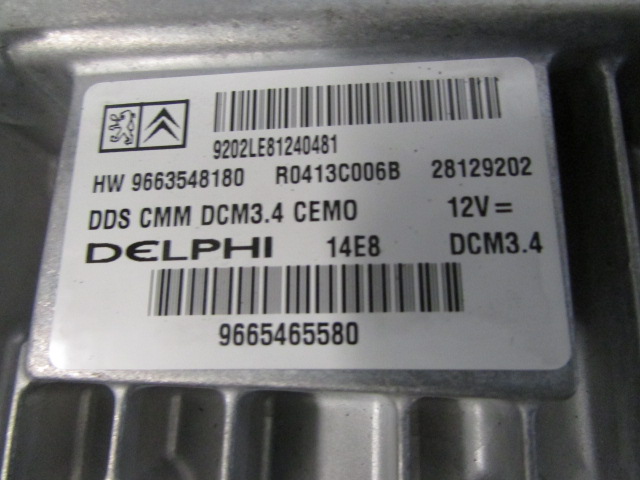 9202LE81240481
HW 9663548180 R0413C006B 28129202
DDS CMM DCM3.4 CEMO 12V=
DELPHI 14E8 DCM3.4
9665465580